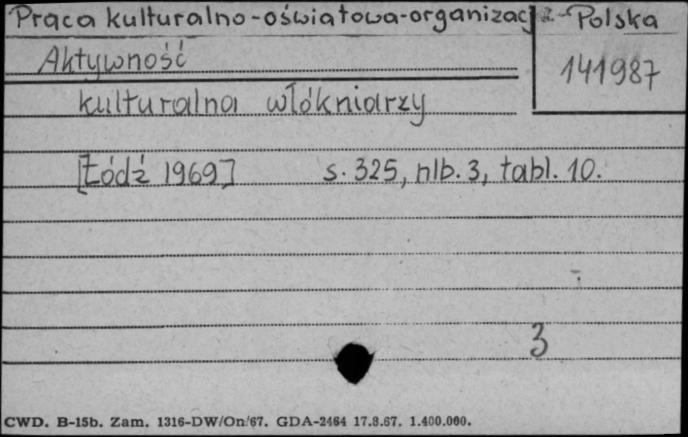 Praca kulturalno-oświatowa-organizacja-Polska
Aktywność
141987
kulturalna włókniarzy
[Łódź 1969] s. 325, nlb. 3, tabl. 10.
3
CWD. B-15b. Zam. 1316-DW/On/67. GDA-2464 17.8.67. 1.400.000.